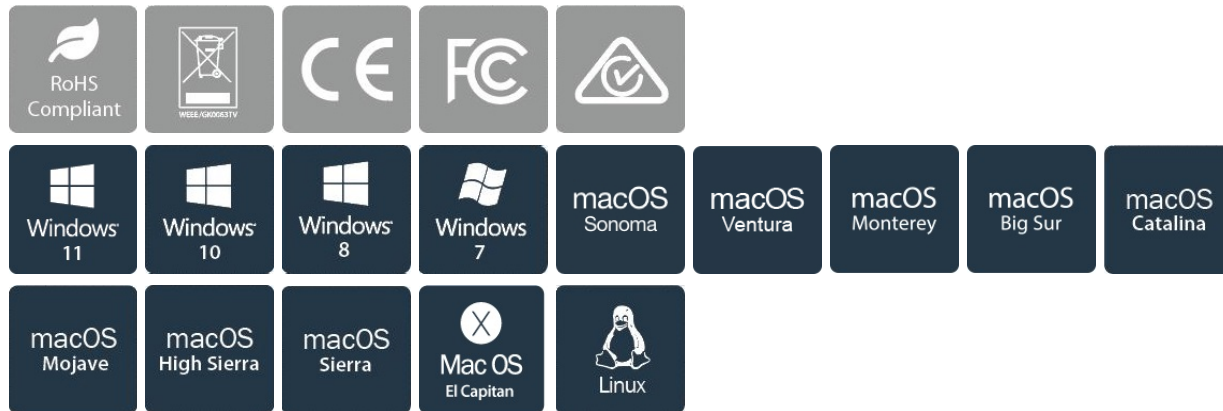 RoHS
Compliant
WEEE/GK0063TV
CE
FC
Windows
11
Windows
10
Windows
8
Windows
7
macOS
Sonoma
macOS
Ventura
macOS
Monterey
macOS
Big Sur
macOS
Catalina
macOS
Mojave
macOS
High Sierra
macOS
Sierra
X
Mac OS
El Capitan
Linux